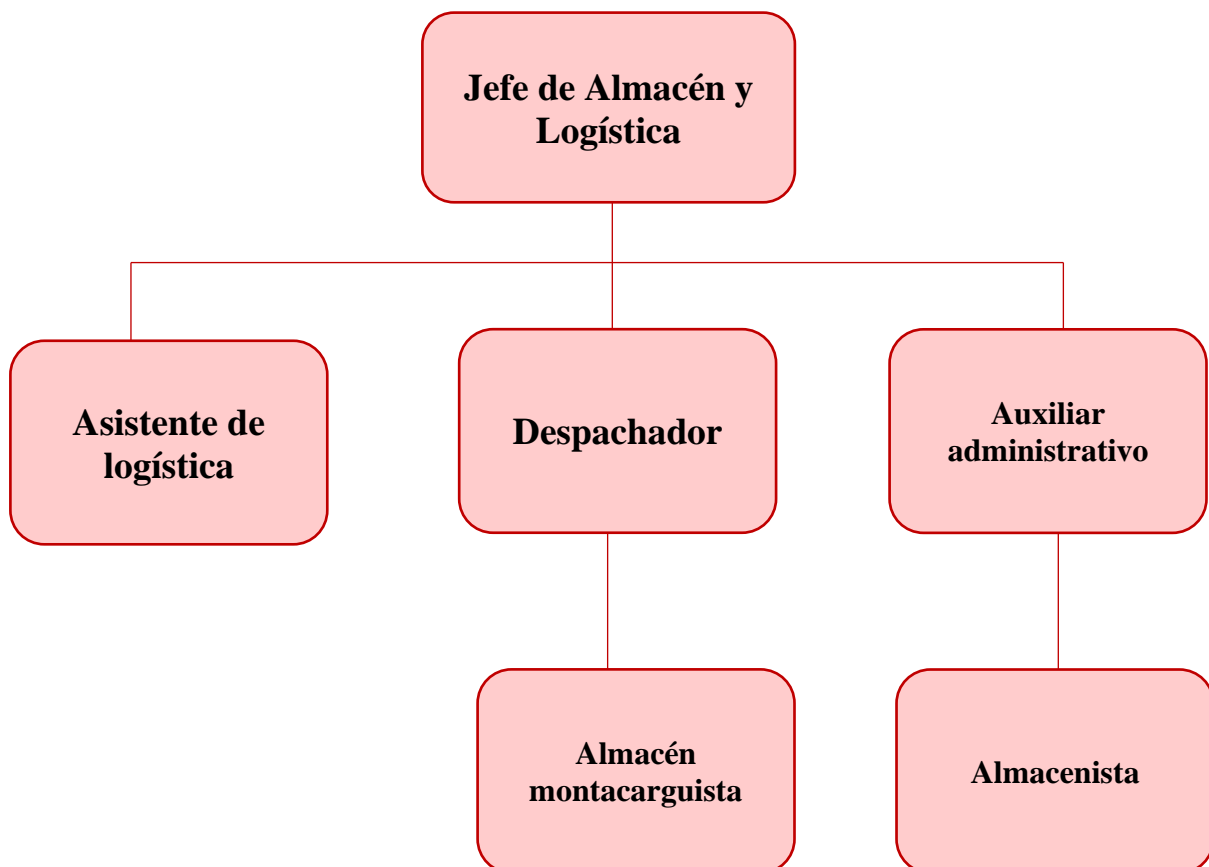 Jefe de Almacén y
Logística
Asistente de
logística
Despachador
Auxiliar
administrativo
Almacén
montacarguista
Almacenista